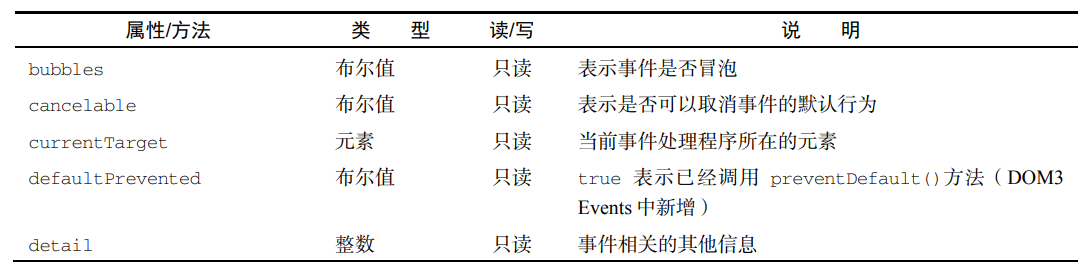 属性/方法 类 型 读/写 说 明
bubbles 布尔值 只读 表示事件是否冒泡
cancelable 布尔值 只读 表示是否可以取消事件的默认行为
currentTarget 元素 只读 当前事件处理程序所在的元素
defaultPrevented 布尔值 只读 true 表示已经调用 preventDefault()方法（DOM3
Events 中新增）
detail 整数 只读 事件相关的其他信息